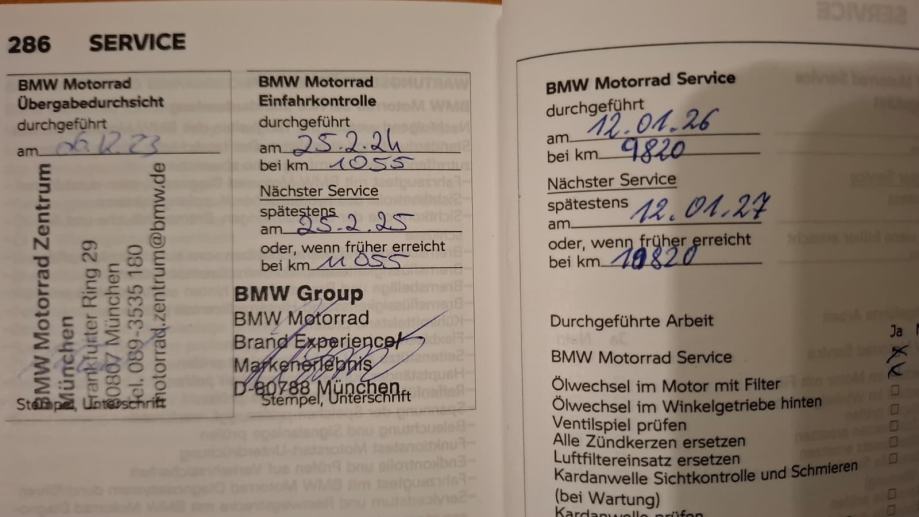 286 SERVICE
BMW Motorrad
Übergabedurchsicht
durchgeführt
am 06.12.23
BMW Motorrad Zentrum
München
Frankfurter Ring 29
80807 München
Tel. 089-3535 180
motorrad.zentrum@bmw.de
Stempel, Unterschrift
BMW Motorrad
Einfahrkontrolle
durchgeführt
am 25.2.24
bei km 1055
Nächster Service
spätestens
am 25.2.25
oder, wenn früher erreicht
bei km 11055
BMW Group
BMW Motorrad
Brand Experience
Markenerlebnis
D-80788 München
Stempel, Unterschrift
BMW Motorrad Service
durchgeführt
am 12.01.26
bei km 9820
Nächster Service
spätestens
am 12.01.27
oder, wenn früher erreicht
bei km 19820
Durchgeführte Arbeit
Ja
BMW Motorrad Service
Ölwechsel im Motor mit Filter
Ölwechsel im Winkelgetriebe hinten
Ventilspiel prüfen
Alle Zündkerzen ersetzen
Luftfiltereinsatz ersetzen
Kardanwelle Sichtkontrolle und Schmieren
(bei Wartung)
Kardanwelle prüfen